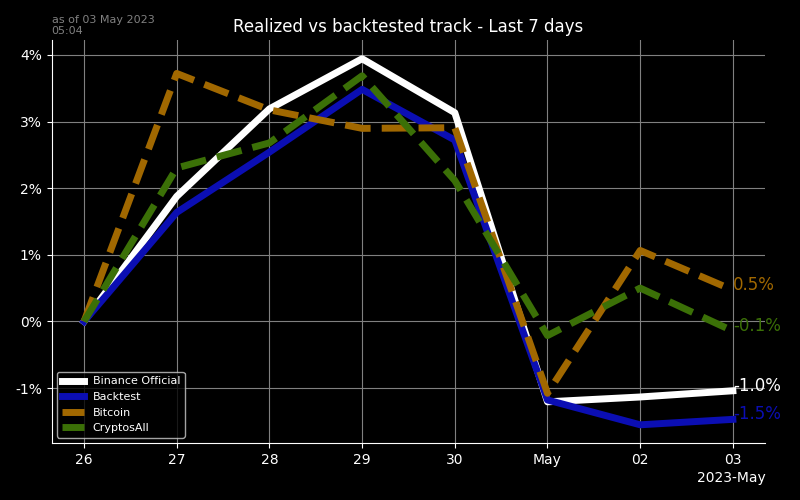 as of 03 May 2023
05:04
Realized vs backtested track - Last 7 days
4%
3%
2%
1%
0%
-1%
0.5%
-0.1%
-1.0%
-1.5%
Binance Official
Backtest
Bitcoin
CryptosAll
26 27 28 29 30 May 02 03
2023-May